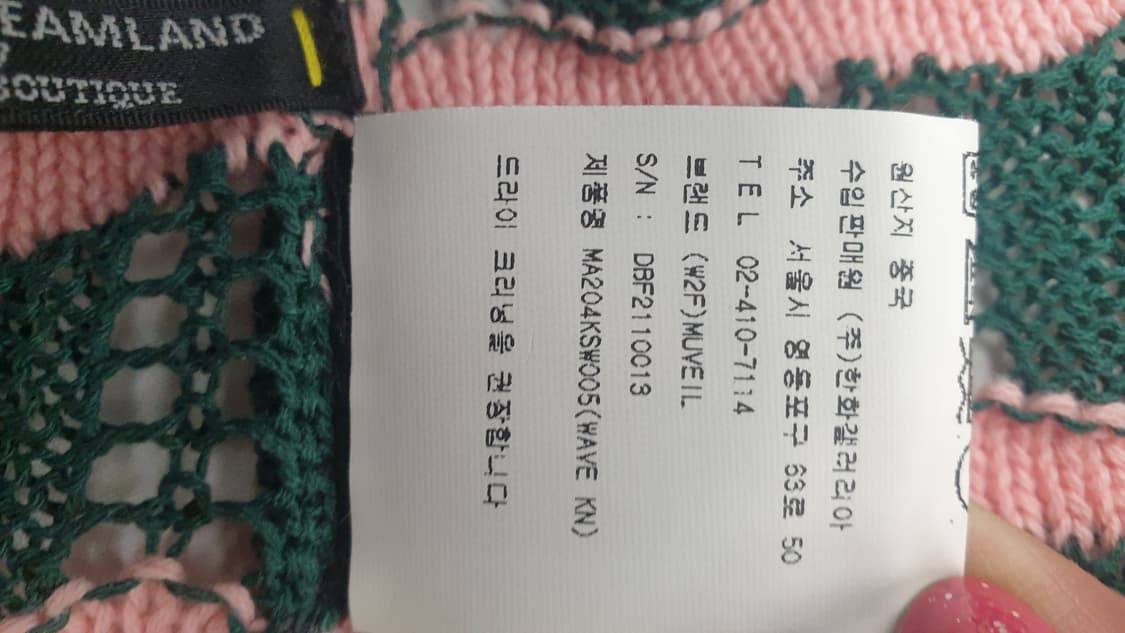 EAMLAND
BOUTIQUE
원산지 중국
수입판매원 (주)한화갤러리아
주소 서울시 영등포구 63로 50
TEL 02-410-7114
브랜드 (W2F)MUVEIL
S/N : DBF2110013
제품명 MA204KSW005(WAVE KN)
드라이 크리닝을 권장합니다